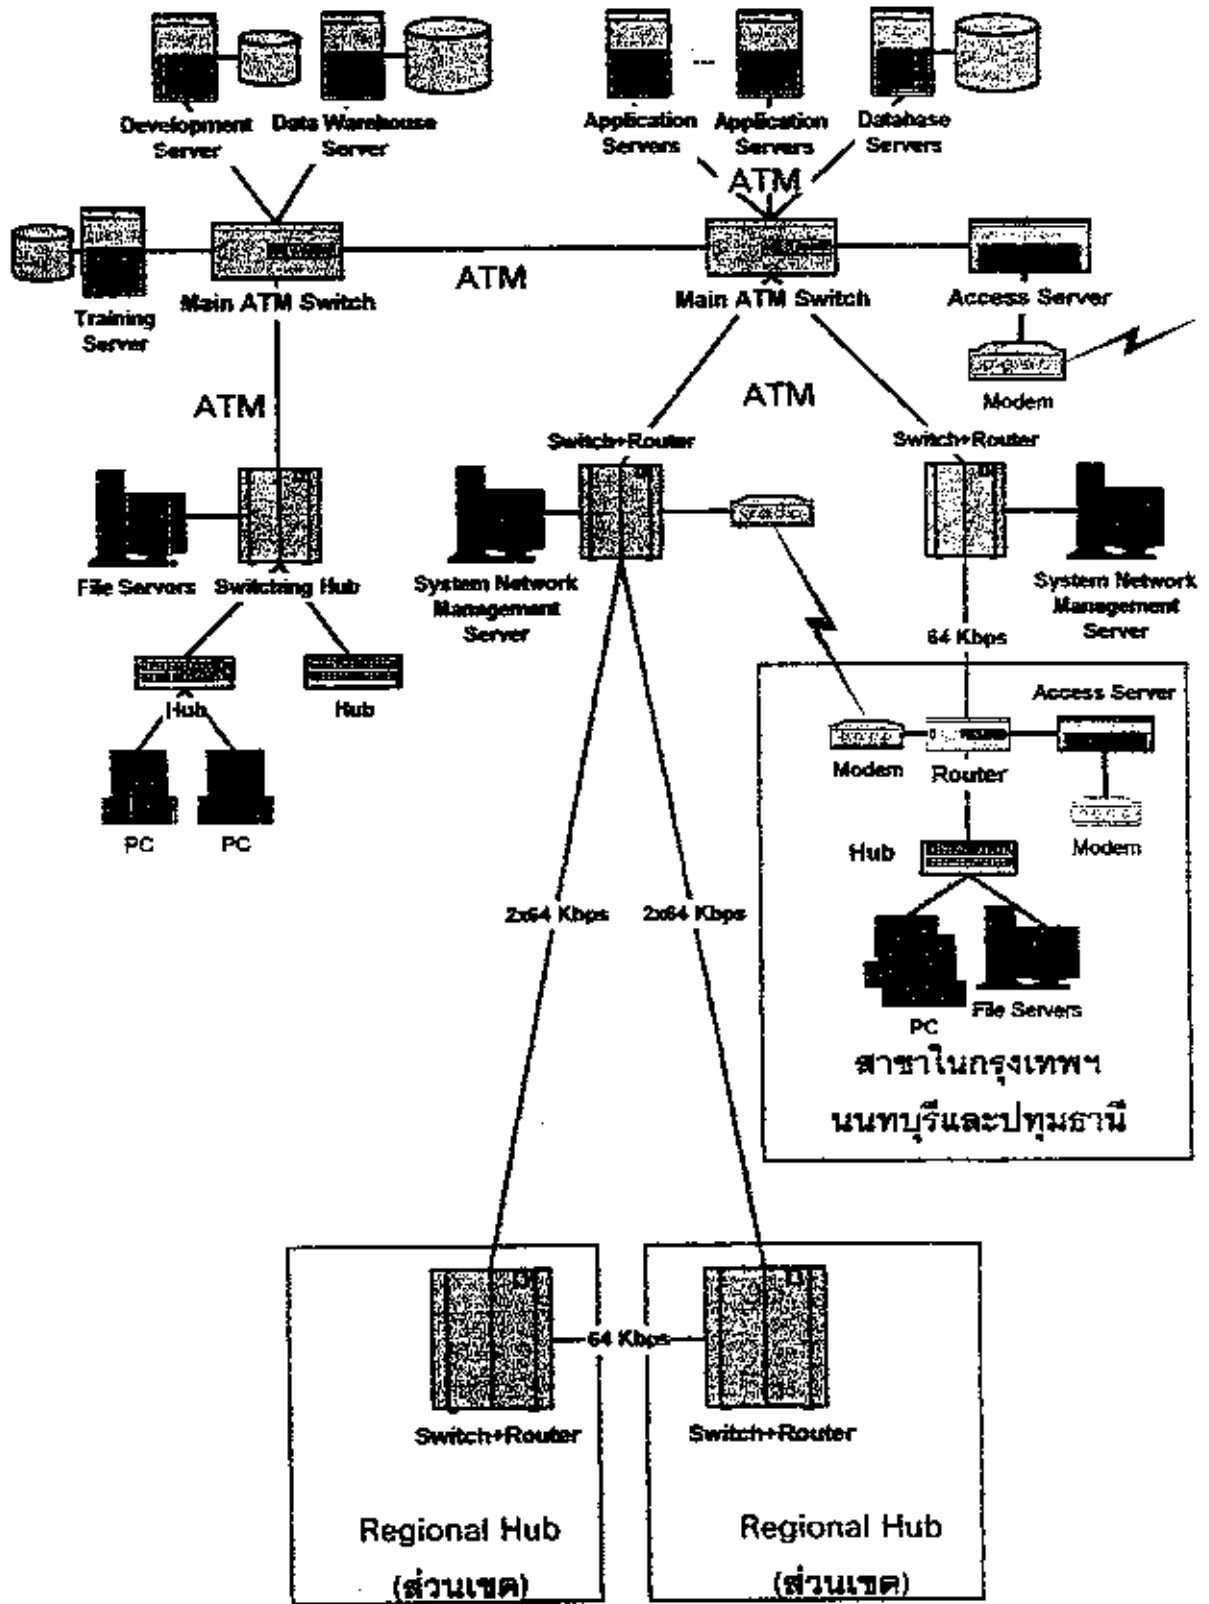 Development
Server
Data Warehouse
Server
Application
Servers
...
Application
Servers
Database
Servers
ATM
Training
Server
Main ATM Switch
ATM
Main ATM Switch
Access Server
Modem
ATM
ATM
Switch+Router
Switch+Router
File Servers
Switchring Hub
System Network
Management
Server
System Network
Management
Server
64 Kbps
Hub
Hub
Access Server
Modem
Router
PC
PC
Hub
Modem
2x64 Kbps
2x64 Kbps
PC
File Servers
สาขาในกรุงเทพฯ
นนทบุรีและปทุมธานี
64 Kbps
Switch+Router
Switch+Router
Regional Hub
(ส่วนเขต)
Regional Hub
(ส่วนเขต)